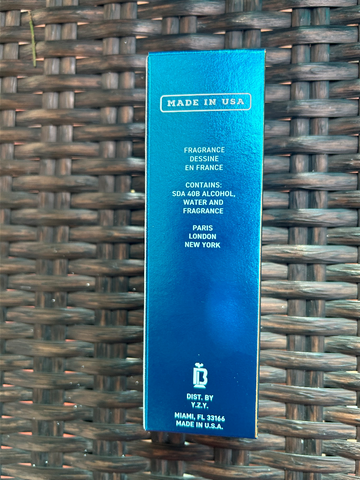 MADE IN USA
FRAGRANCE
DESSINE
EN FRANCE
CONTAINS:
SDA 40B ALCOHOL,
WATER AND
FRAGRANCE
PARIS
LONDON
NEW YORK
B
DIST. BY
Y.Z.Y.
MIAMI, FL 33166
MADE IN U.S.A.